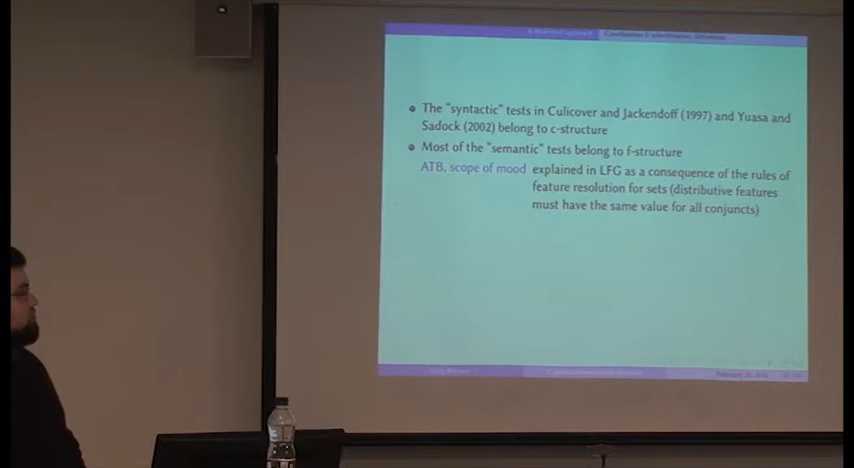 The "syntactic" tests in Culicover and Jackendoff (1997) and Yuasa and
Sadock (2002) belong to c-structure
Most of the "semantic" tests belong to f-structure
ATB, scope of mood explained in LFG as a consequence of the rules of
feature resolution for sets (distributive features
must have the same value for all conjuncts)